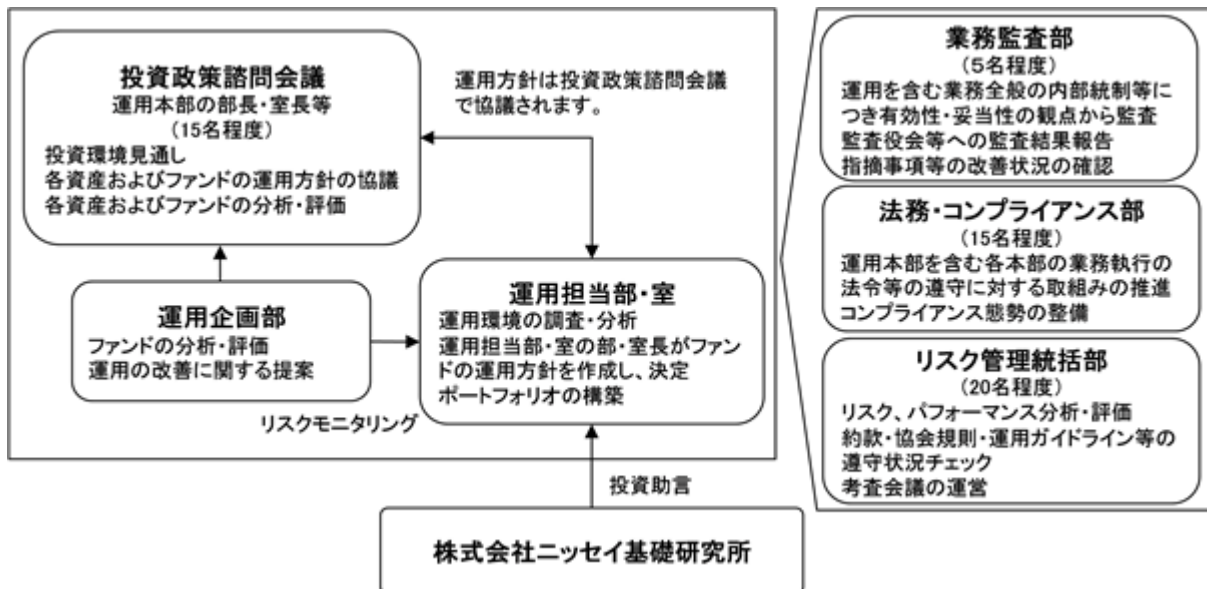 投資政策諮問会議
運用本部の部長・室長等
(15名程度)
投資環境見通し
各資産およびファンドの運用方針の協議
各資産およびファンドの分析・評価
運用方針は投資政策諮問会議
で協議されます。
運用企画部
ファンドの分析・評価
運用の改善に関する提案
リスクモニタリング
運用担当部・室
運用環境の調査・分析
運用担当部・室の部・室長がファン
ドの運用方針を作成し、決定
ポートフォリオの構築
投資助言
株式会社ニッセイ基礎研究所
業務監査部
(5名程度)
運用を含む業務全般の内部統制等に
つき有効性・妥当性の観点から監査
監査役会等への監査結果報告
指摘事項等の改善状況の確認
法務・コンプライアンス部
(15名程度)
運用本部を含む各本部の業務執行の
法令等の遵守に対する取組みの推進
コンプライアンス態勢の整備
リスク管理統括部
(20名程度)
リスク、パフォーマンス分析・評価
約款・協会規則・運用ガイドライン等の
遵守状況チェック
考査会議の運営